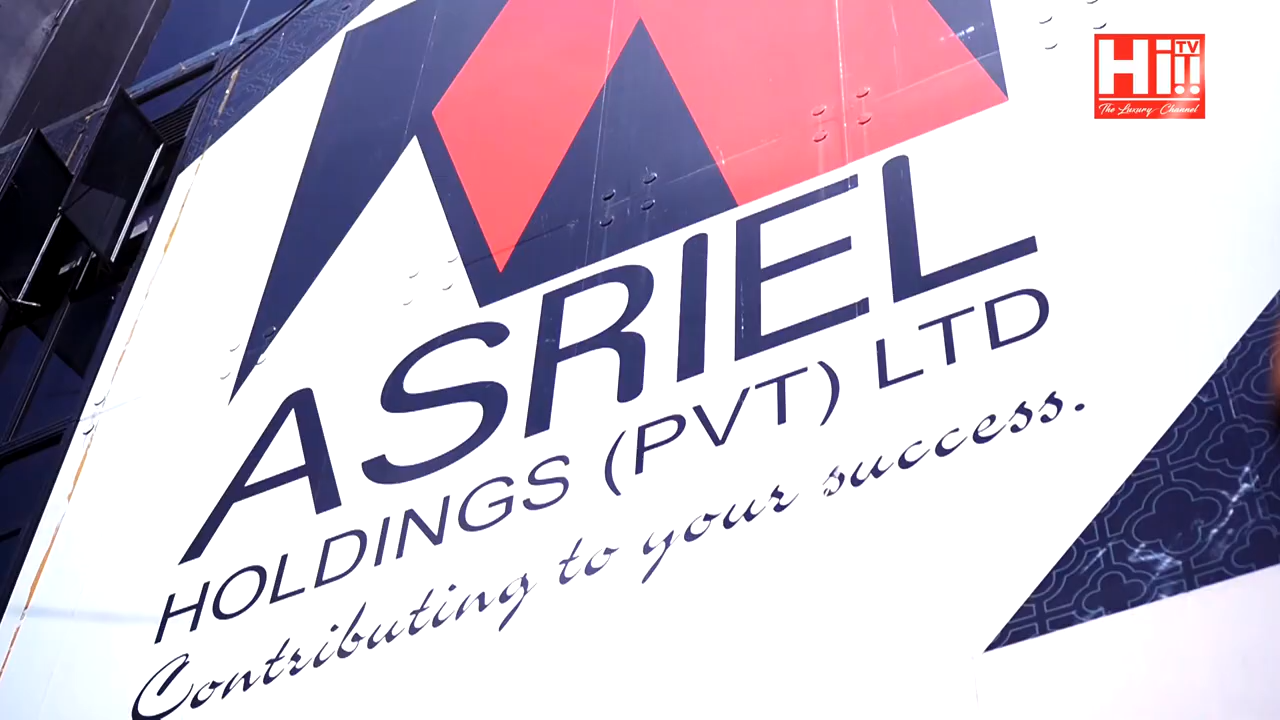 Hi!! TV
The Luxury Channel
ASRIEL
HOLDINGS (PVT) LTD
Contributing to your success.